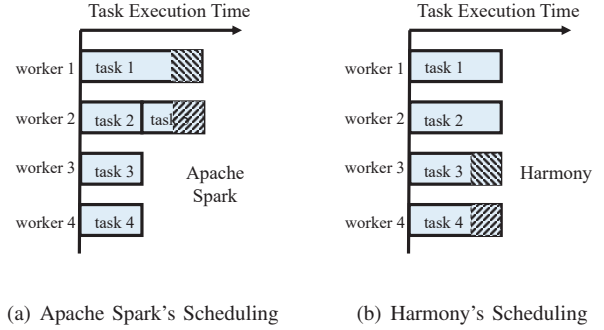 Task Execution Time
worker 1
task 1
worker 2
task 2
task
worker 3
task 3
worker 4
task 4
Apache
Spark
(a) Apache Spark's Scheduling
Task Execution Time
worker 1
task 1
worker 2
task 2
worker 3
task 3
worker 4
task 4
Harmony
(b) Harmony's Scheduling